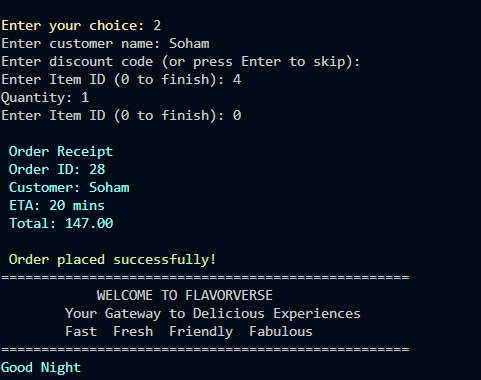 Enter your choice: 2
Enter customer name: Soham
Enter discount code (or press Enter to skip):
Enter Item ID (0 to finish): 4
Quantity: 1
Enter Item ID (0 to finish): 0
Order Receipt
Order ID: 28
Customer: Soham
ETA: 20 mins
Total: 147.00
Order placed successfully!
===================================================
WELCOME TO FLAVORVERSE
Your Gateway to Delicious Experiences
Fast  Fresh  Friendly  Fabulous
===================================================
Good Night